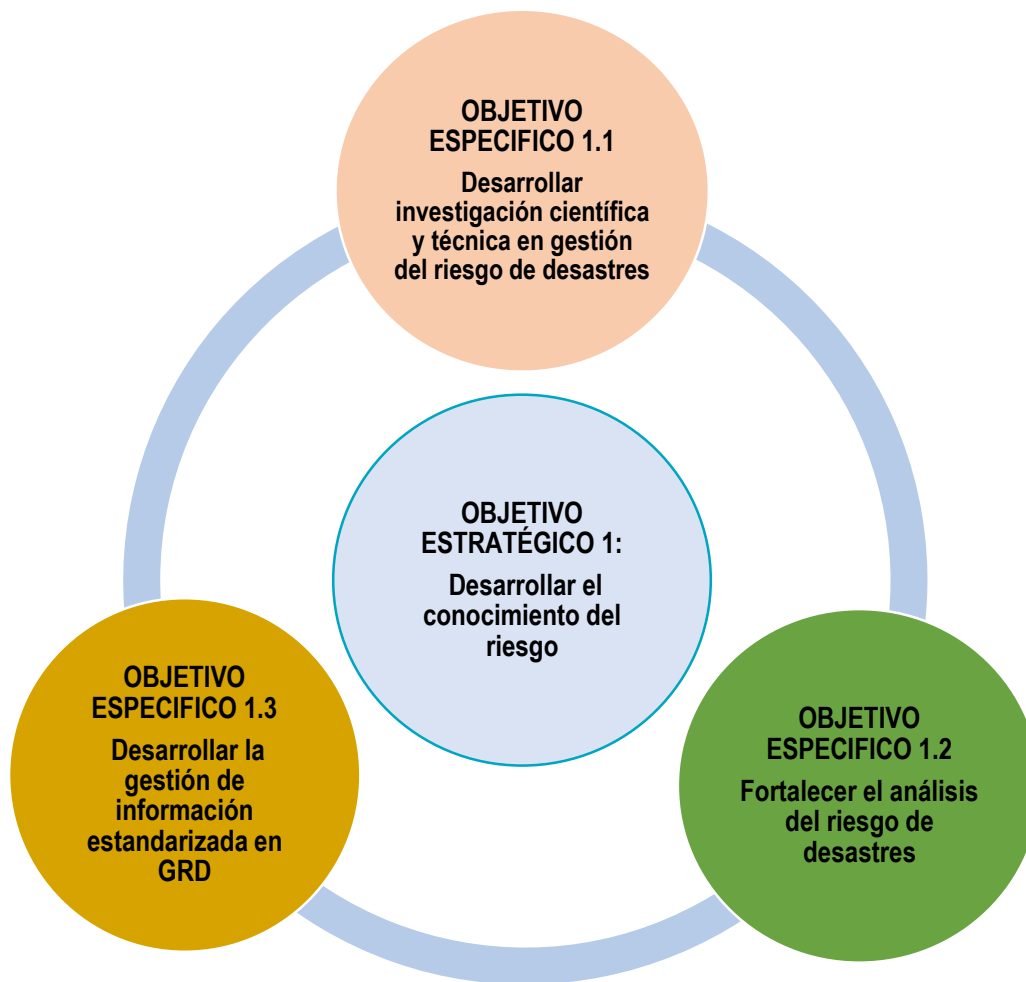 OBJETIVO
ESPECIFICO 1.1
Desarrollar
investigación científica
y técnica en gestión
del riesgo de desastres
OBJETIVO
ESTRATÉGICO 1:
Desarrollar el
conocimiento del
riesgo
OBJETIVO
ESPECIFICO 1.3
Desarrollar la
gestión de
información
estandarizada en
GRD
OBJETIVO
ESPECIFICO 1.2
Fortalecer el análisis
del riesgo de
desastres